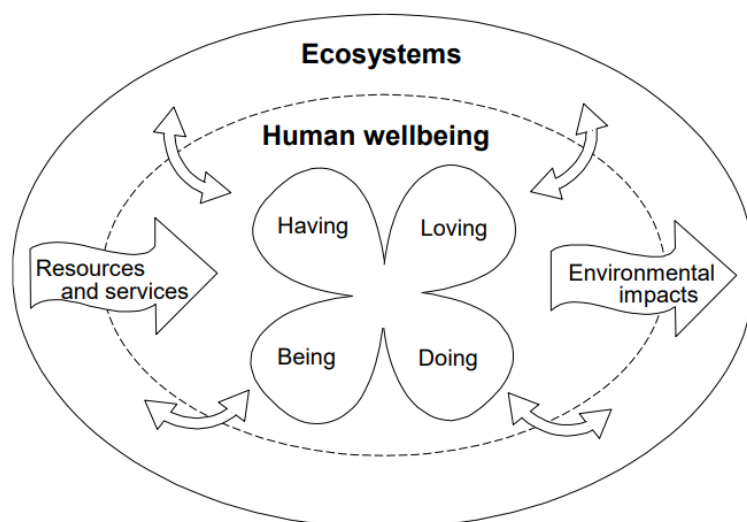 Ecosystems
Human wellbeing
Having
Loving
Resources
and services
Environmental
impacts
Being
Doing